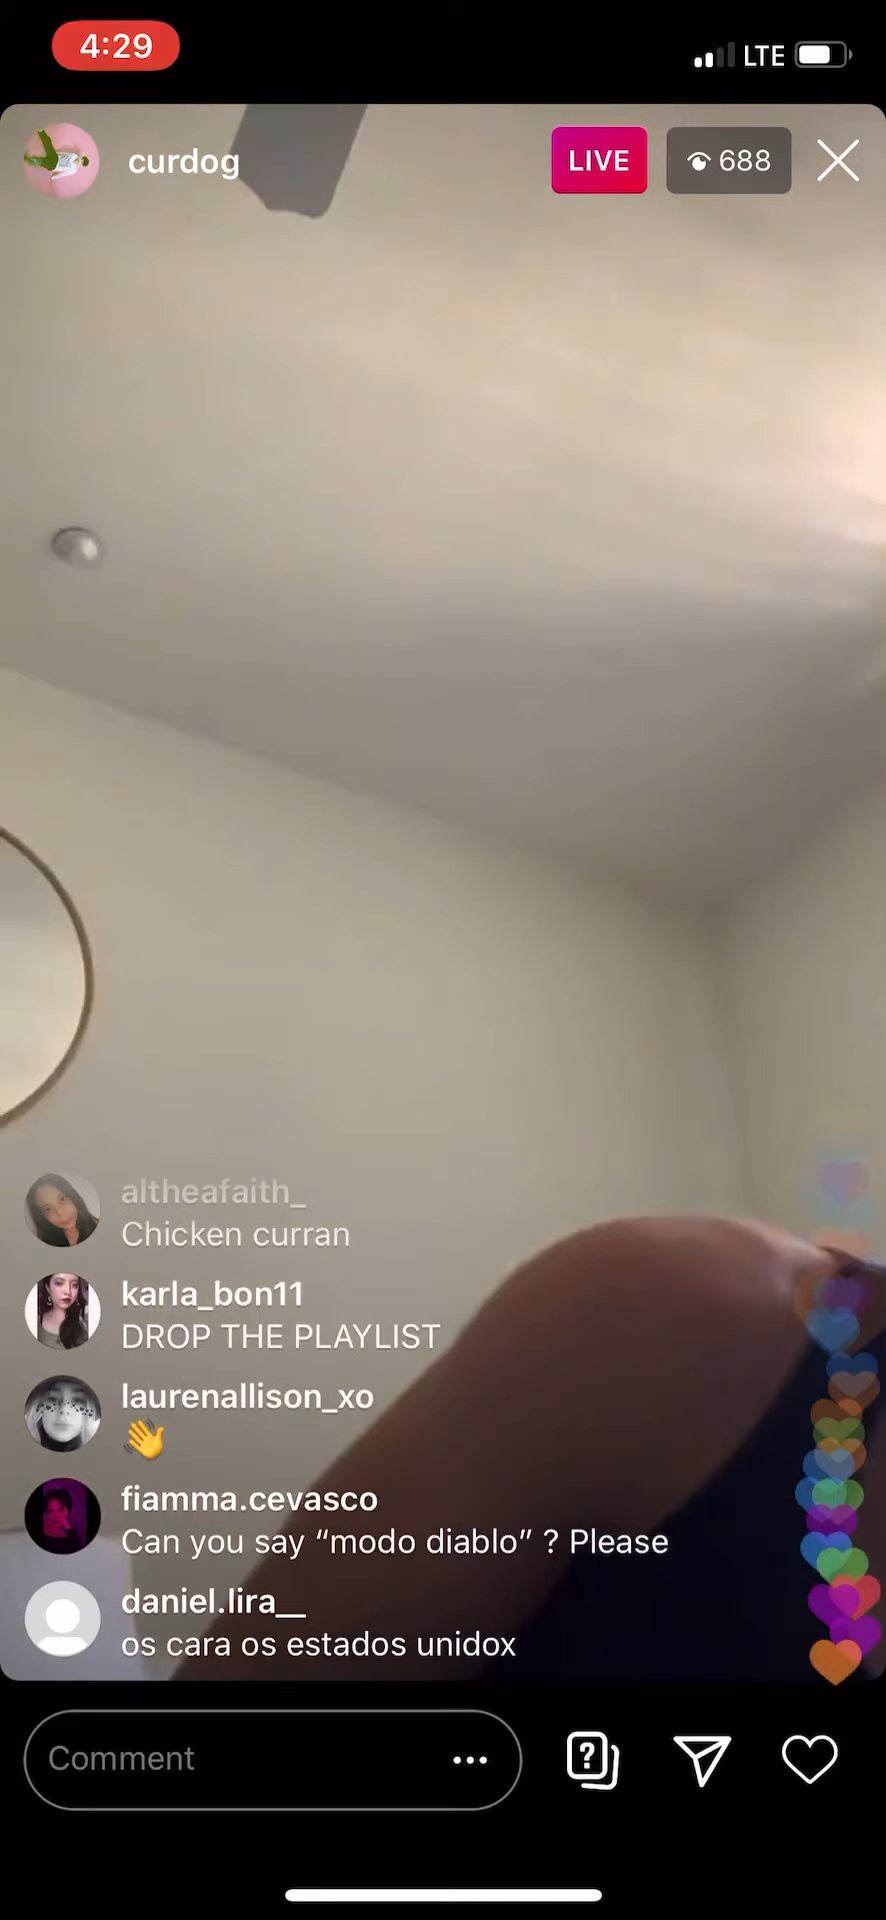 4:29
LTE
curdog
LIVE
688
altheafaith_
Chicken curran
karla_bon11
DROP THE PLAYLIST
laurenallison_xo
👋
fiamma.cevasco
Can you say “modo diablo” ? Please
daniel.lira__
os cara os estados unidox
Comment